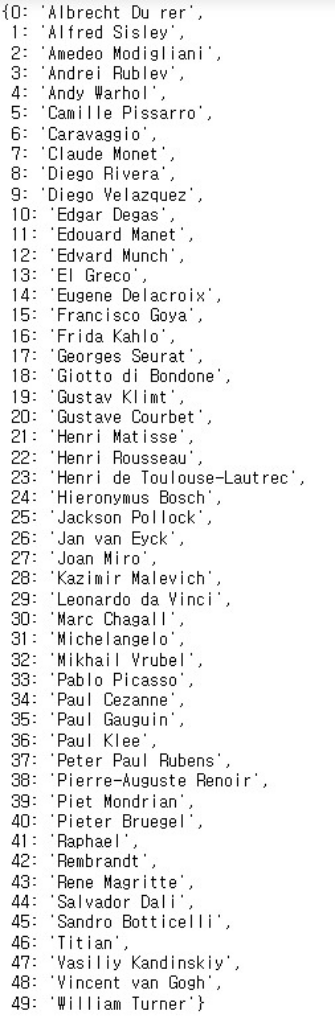 {0: 'Albrecht Du rer',
1: 'Alfred Sisley',
2: 'Amedeo Modigliani',
3: 'Andrei Rublev',
4: 'Andy Warhol',
5: 'Camille Pissarro',
6: 'Caravaggio',
7: 'Claude Monet',
8: 'Diego Rivera',
9: 'Diego Velazquez',
10: 'Edgar Degas',
11: 'Edouard Manet',
12: 'Edvard Munch',
13: 'El Greco',
14: 'Eugene Delacroix',
15: 'Francisco Goya',
16: 'Frida Kahlo',
17: 'Georges Seurat',
18: 'Giotto di Bondone',
19: 'Gustav Klimt',
20: 'Gustave Courbet',
21: 'Henri Matisse',
22: 'Henri Rousseau',
23: 'Henri de Toulouse-Lautrec',
24: 'Hieronymus Bosch',
25: 'Jackson Pollock',
26: 'Jan van Eyck',
27: 'Joan Miro',
28: 'Kazimir Malevich',
29: 'Leonardo da Vinci',
30: 'Marc Chagall',
31: 'Michelangelo',
32: 'Mikhail Vrubel',
33: 'Pablo Picasso',
34: 'Paul Cezanne',
35: 'Paul Gauguin',
36: 'Paul Klee',
37: 'Peter Paul Rubens',
38: 'Pierre-Auguste Renoir',
39: 'Piet Mondrian',
40: 'Pieter Bruegel',
41: 'Raphael',
42: 'Rembrandt',
43: 'Rene Magritte',
44: 'Salvador Dali',
45: 'Sandro Botticelli',
46: 'Titian',
47: 'Vasiliy Kandinskiy',
48: 'Vincent van Gogh',
49: 'William Turner'}